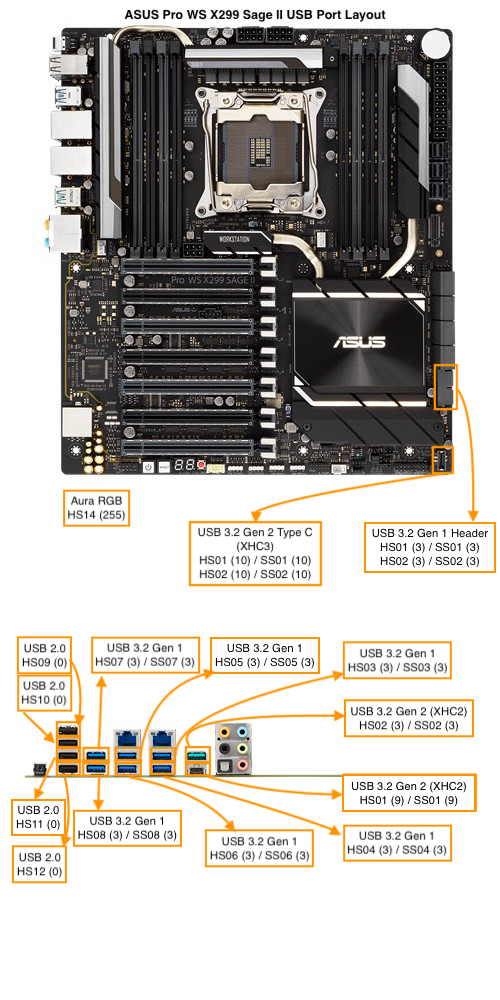 ASUS Pro WS X299 Sage II USB Port Layout
WORKSTATION
Pro WS X299 SAGE II
ASUS
Aura RGB
HS14 (255)
USB 3.2 Gen 2 Type C
(XHC3)
HS01 (10) / SS01 (10)
HS02 (10) / SS02 (10)
USB 3.2 Gen 1 Header
HS01 (3) / SS01 (3)
HS02 (3) / SS02 (3)
USB 2.0
HS09 (0)
USB 2.0
HS10 (0)
USB 3.2 Gen 1
HS07 (3) / SS07 (3)
USB 3.2 Gen 1
HS05 (3) / SS05 (3)
USB 3.2 Gen 1
HS03 (3) / SS03 (3)
USB 3.2 Gen 2 (XHC2)
HS02 (3) / SS02 (3)
USB 3.2 Gen 2 (XHC2)
HS01 (9) / SS01 (9)
USB 2.0
HS11 (0)
USB 2.0
HS12 (0)
USB 3.2 Gen 1
HS08 (3) / SS08 (3)
USB 3.2 Gen 1
HS06 (3) / SS06 (3)
USB 3.2 Gen 1
HS04 (3) / SS04 (3)